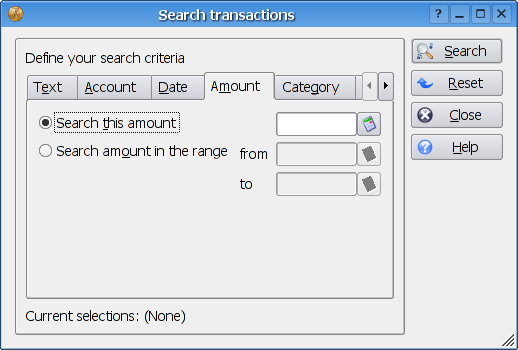 Search transactions
?
Define your search criteria
Text Account Date Amount Category
Search this amount
Search amount in the range from
to
Current selections: (None)
Search
Reset
Close
Help